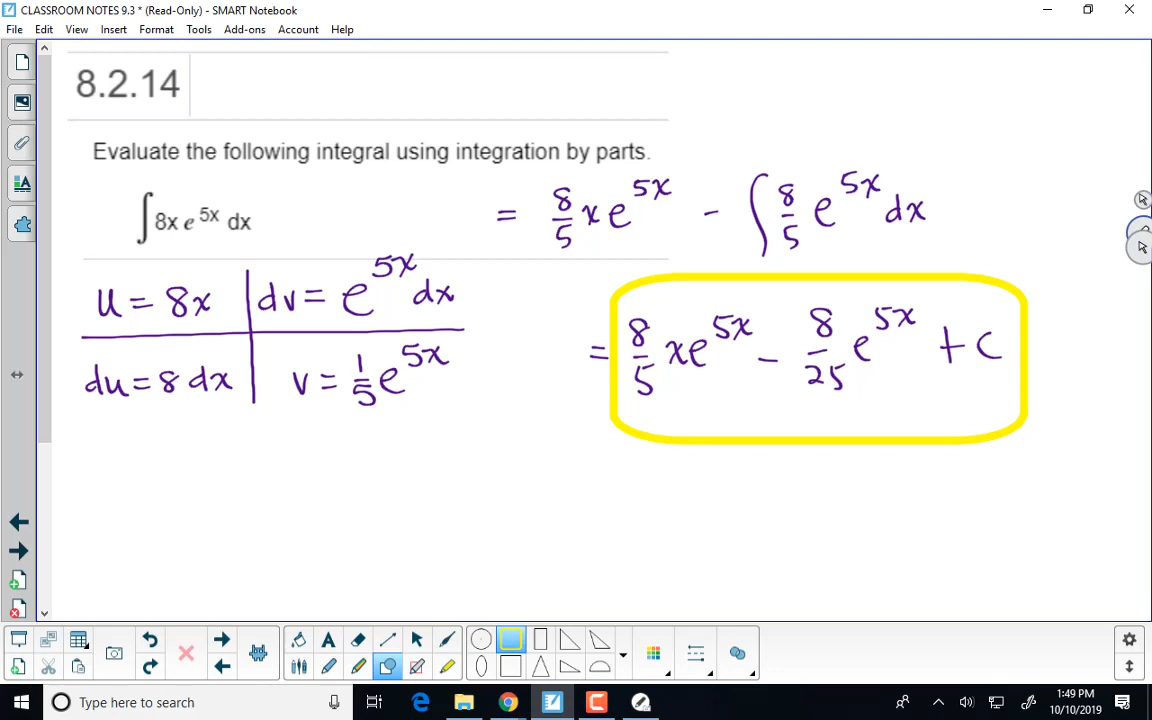 CLASSROOM NOTES 9.3 * (Read-Only) - SMART Notebook
File Edit View Insert Format Tools Add-ons Account Help
8.2.14
Evaluate the following integral using integration by parts.
∫ 8x e^{5x} dx
= 8/5 x e^{5x} - ∫ 8/5 e^{5x} dx
u = 8x | dv = e^{5x} dx
du = 8 dx | v = 1/5 e^{5x}
= 8/5 x e^{5x} - 8/25 e^{5x} + C
Type here to search
1:49 PM
10/10/2019